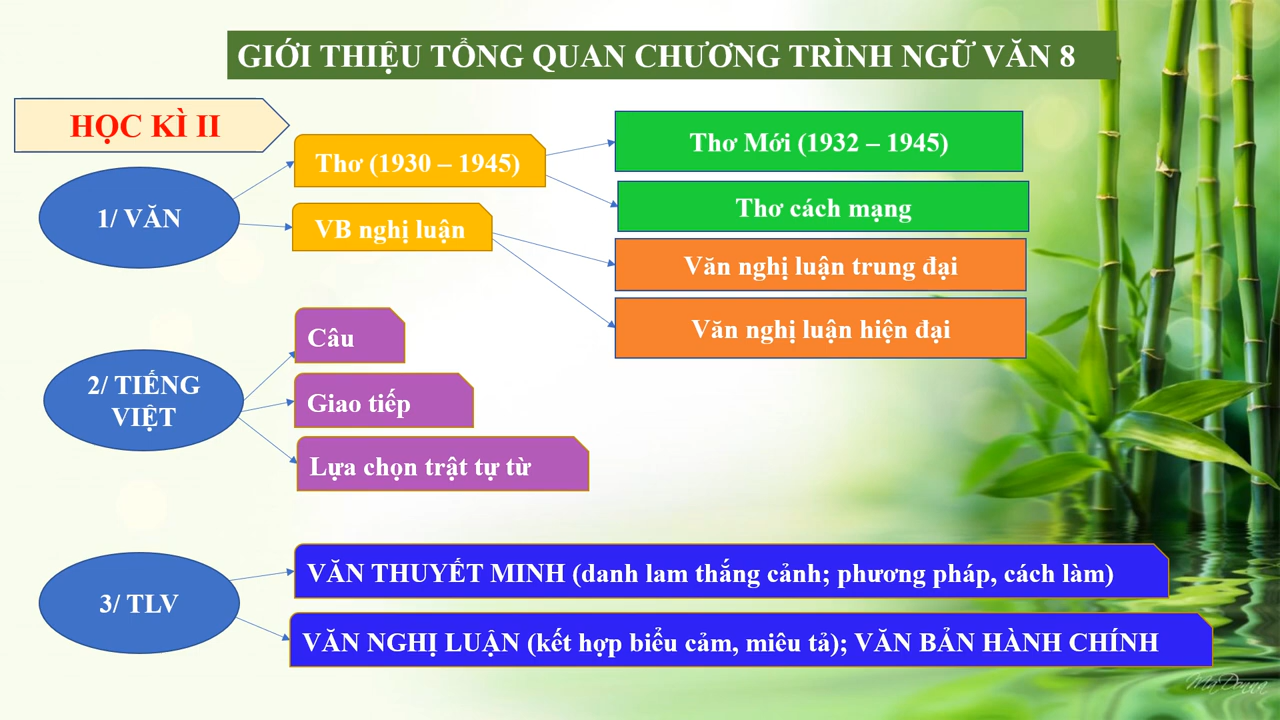 GIỚI THIỆU TỔNG QUAN CHƯƠNG TRÌNH NGỮ VĂN 8
HỌC KÌ II
1/ VĂN
Thơ (1930 – 1945)
Thơ Mới (1932 – 1945)
Thơ cách mạng
VB nghị luận
Văn nghị luận trung đại
Văn nghị luận hiện đại
2/ TIẾNG
VIỆT
Câu
Giao tiếp
Lựa chọn trật tự từ
3/ TLV
VĂN THUYẾT MINH (danh lam thắng cảnh; phương pháp, cách làm)
VĂN NGHỊ LUẬN (kết hợp biểu cảm, miêu tả); VĂN BẢN HÀNH CHÍNH